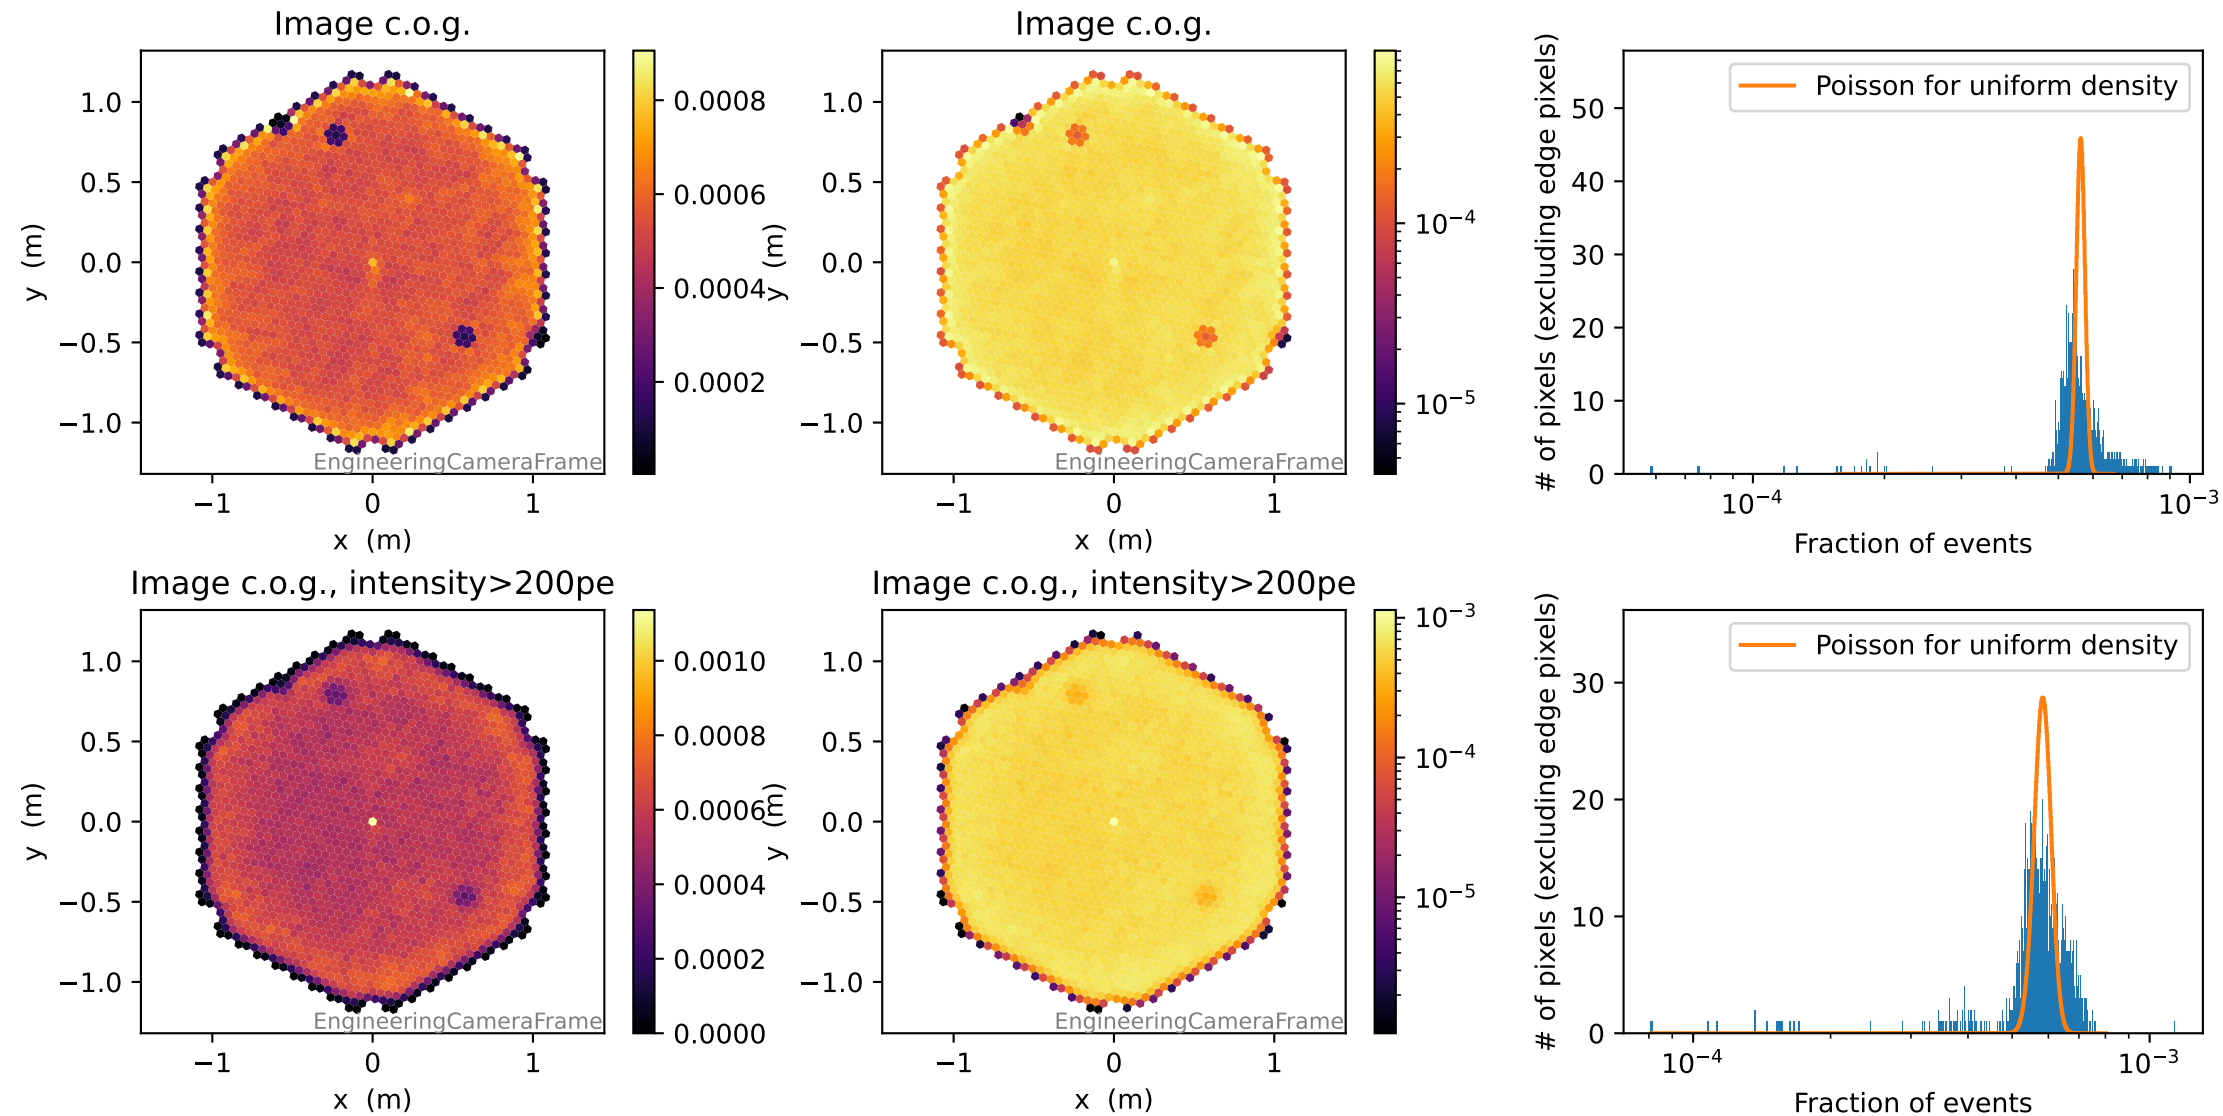 Image c.o.g.
1.0
0.5
0.0
−0.5
−1.0
y (m)
−1
0
1
x (m)
EngineeringCameraFrame
0.0008
0.0006
0.0004
0.0002
Image c.o.g.
1.0
0.5
0.0
−0.5
−1.0
y (m)
−1
0
1
x (m)
EngineeringCameraFrame
10⁻⁴
10⁻⁵
# of pixels (excluding edge pixels)
50
40
30
20
10
0
Poisson for uniform density
10⁻⁴
10⁻³
Fraction of events
Image c.o.g., intensity>200pe
1.0
0.5
0.0
−0.5
−1.0
y (m)
−1
0
1
x (m)
EngineeringCameraFrame
0.0010
0.0008
0.0006
0.0004
0.0002
0.0000
Image c.o.g., intensity>200pe
1.0
0.5
0.0
−0.5
−1.0
y (m)
−1
0
1
x (m)
EngineeringCameraFrame
10⁻³
10⁻⁴
10⁻⁵
# of pixels (excluding edge pixels)
30
20
10
0
Poisson for uniform density
10⁻⁴
10⁻³
Fraction of events